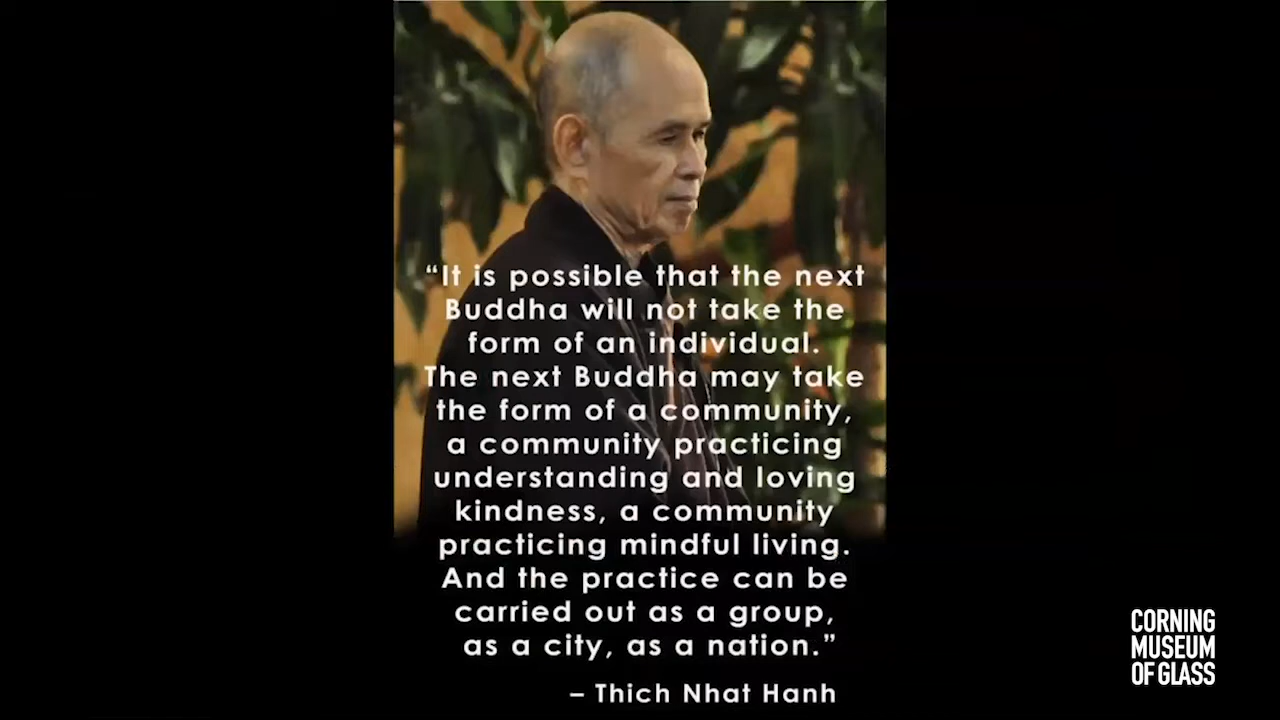 “It is possible that the next
Buddha will not take the
form of an individual.
The next Buddha may take
the form of a community,
a community practicing
understanding and loving
kindness, a community
practicing mindful living.
And the practice can be
carried out as a group,
as a city, as a nation.”
– Thich Nhat Hanh
CORNING
MUSEUM
OF GLASS